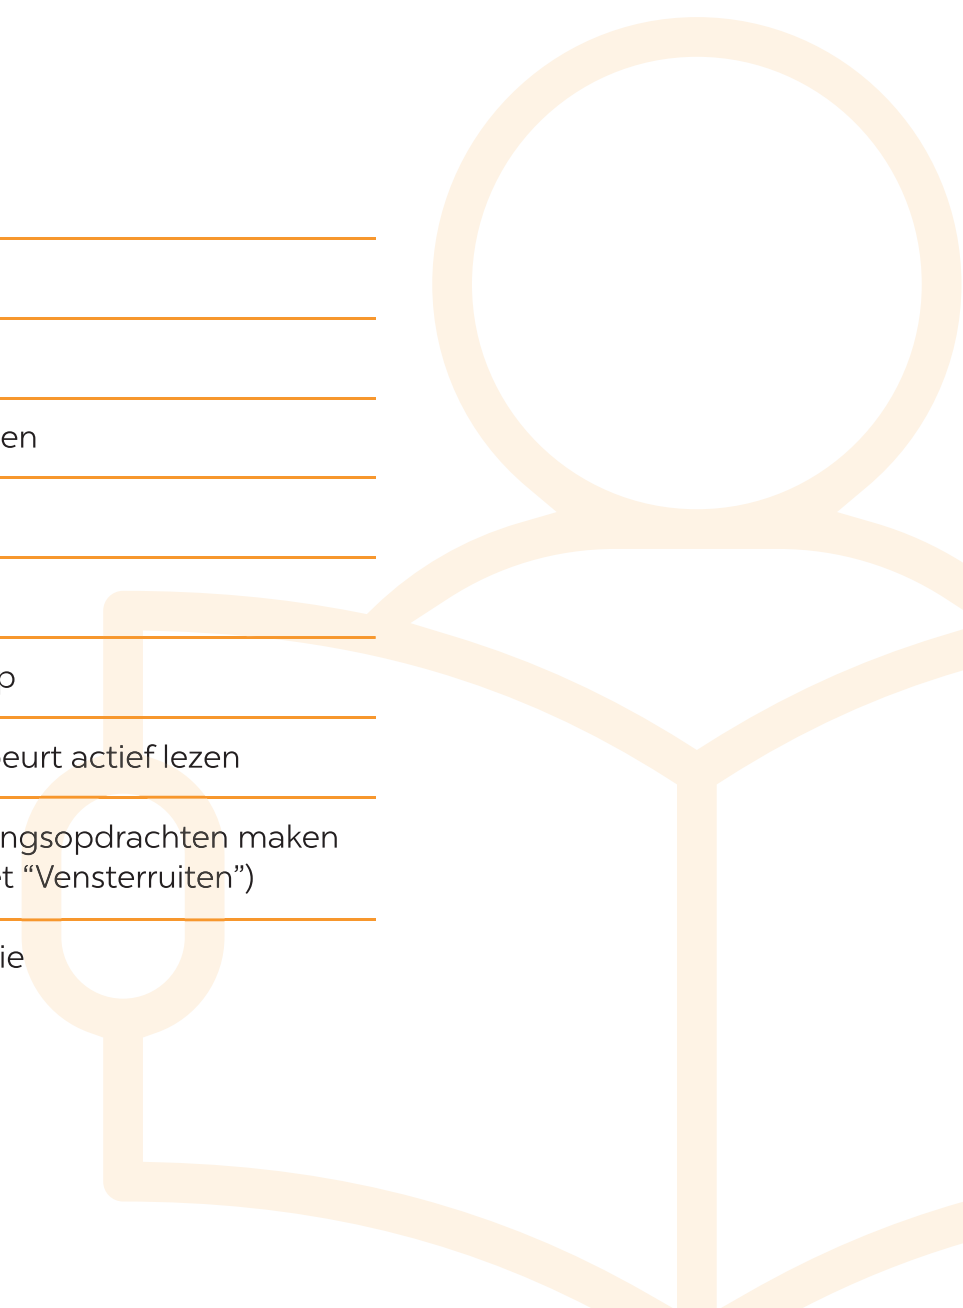 en
p
eurt actief lezen
ngsopdrachten maken
t “Vensterruiten”)
ie